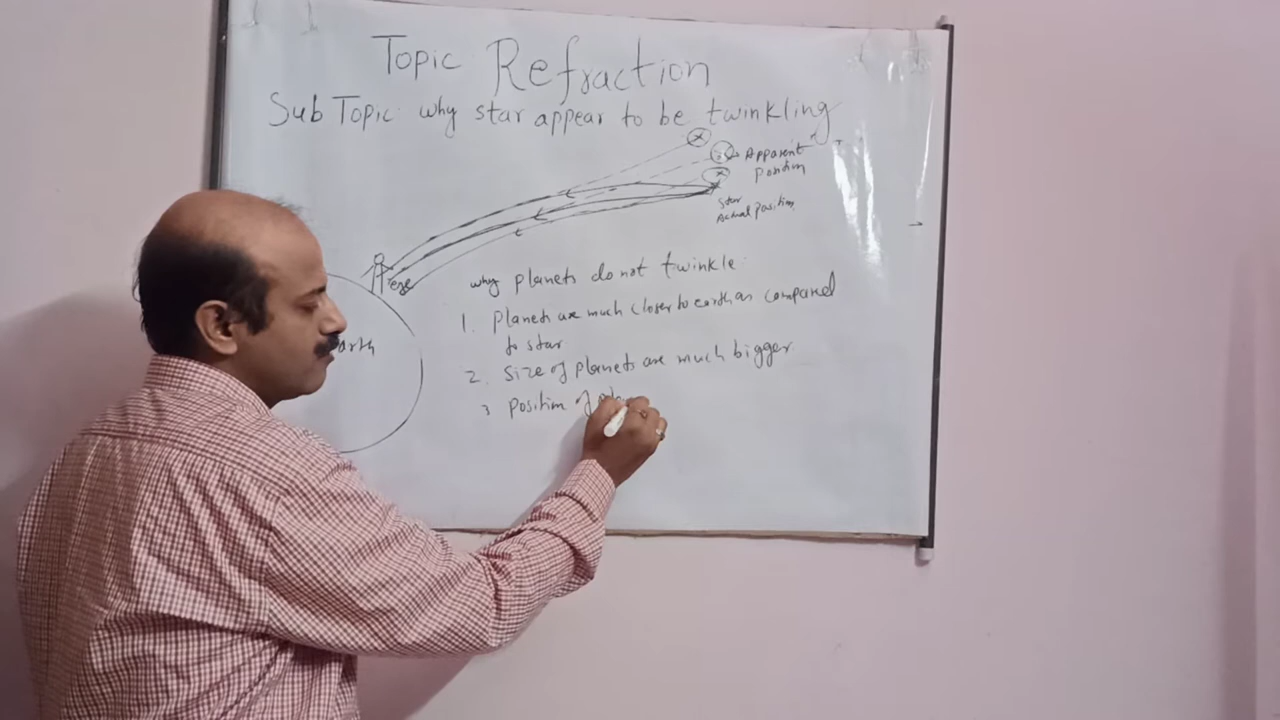 Topic Refraction
Sub Topic: why star appear to be twinkling
Apparent
Position
Star
Actual Position
eye
why planets do not twinkle:
1. Planets are much closer to earth as compared
to star
2. Size of planets are much bigger.
3 Position of